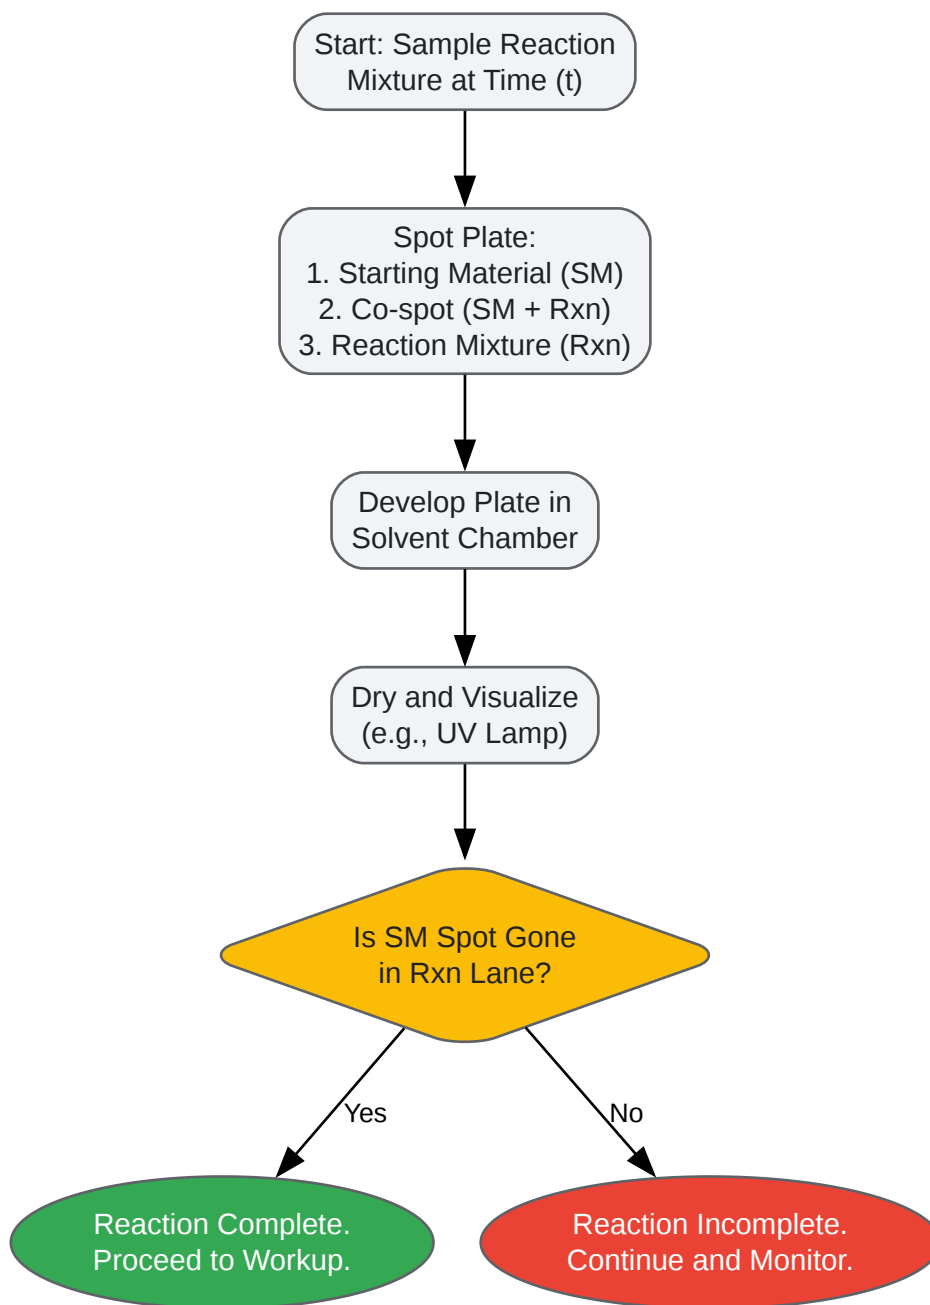 Start: Sample Reaction
Mixture at Time (t)
Spot Plate:
1. Starting Material (SM)
2. Co-spot (SM + Rxn)
3. Reaction Mixture (Rxn)
Develop Plate in
Solvent Chamber
Dry and Visualize
(e.g., UV Lamp)
Is SM Spot Gone
in Rxn Lane?
Yes
No
Reaction Complete.
Proceed to Workup.
Reaction Incomplete.
Continue and Monitor.